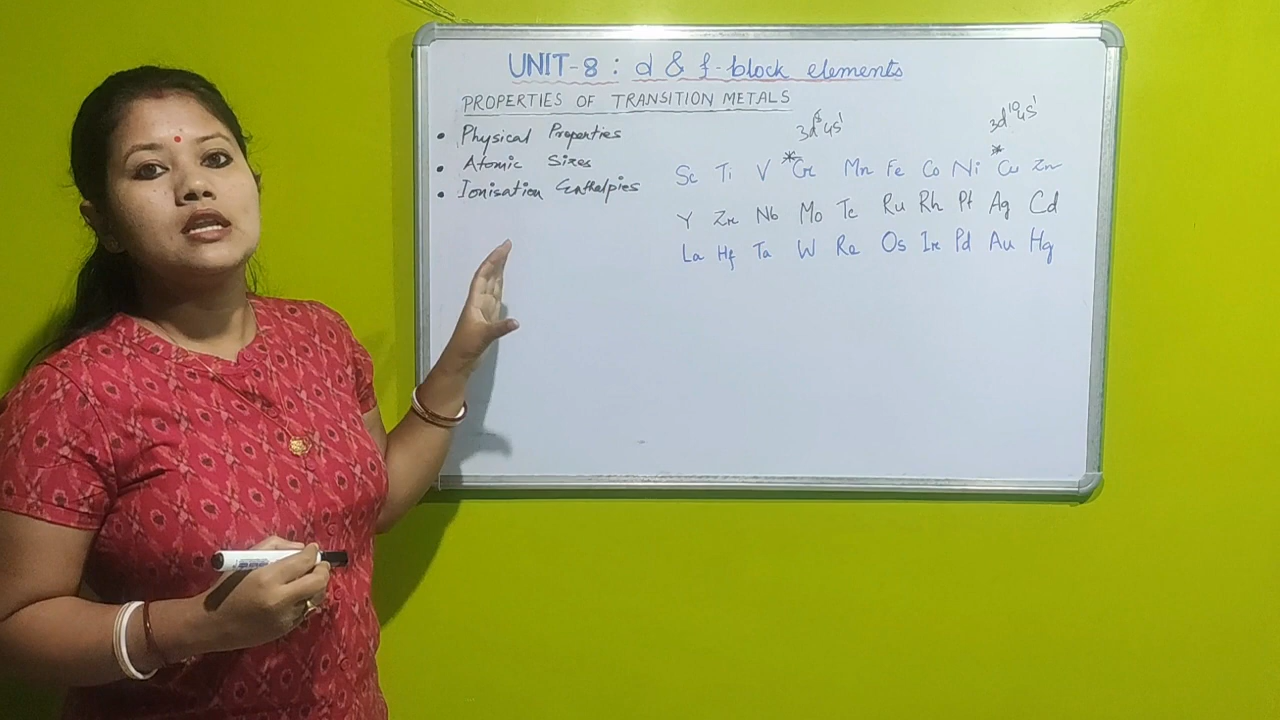 UNIT-8 : d & f-block elements
PROPERTIES OF TRANSITION METALS
• Physical Properties
• Atomic Sizes
• Ionisation Enthalpies
3d⁵4s¹ 3d¹⁰4s¹
Sc Ti V *Cr Mn Fe Co Ni *Cu Zn
Y Zr Nb Mo Tc Ru Rh Pt Ag Cd
La Hf Ta W Re Os Ir Pd Au Hg